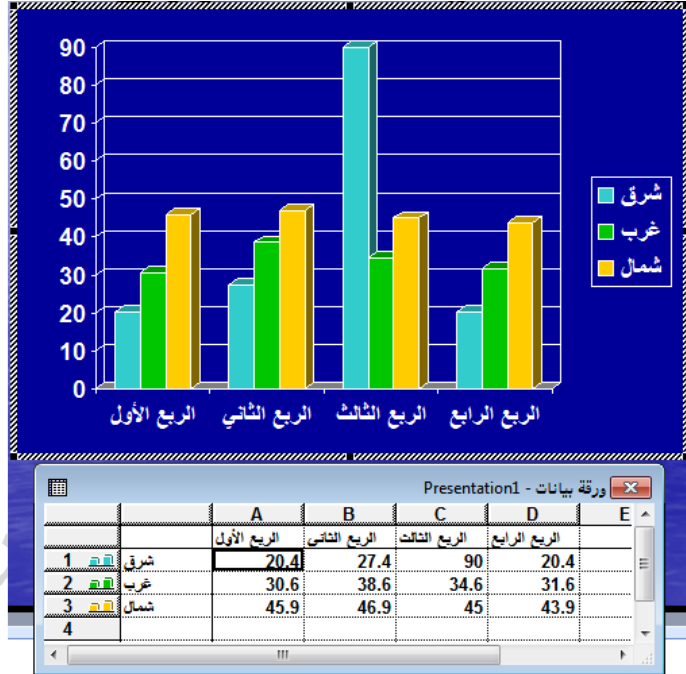 90
80
70
60
50
40
30
20
10
0
الربع الأول الربع الثاني الربع الثالث الربع الرابع
شرق
غرب
شمال
Presentation1 - ورقة بيانات
A B C D E
الربع الأول الربع الثاني الربع الثالث الربع الرابع
1 شرق 20.4 27.4 90 20.4
2 غرب 30.6 38.6 34.6 31.6
3 شمال 45.9 46.9 45 43.9
4